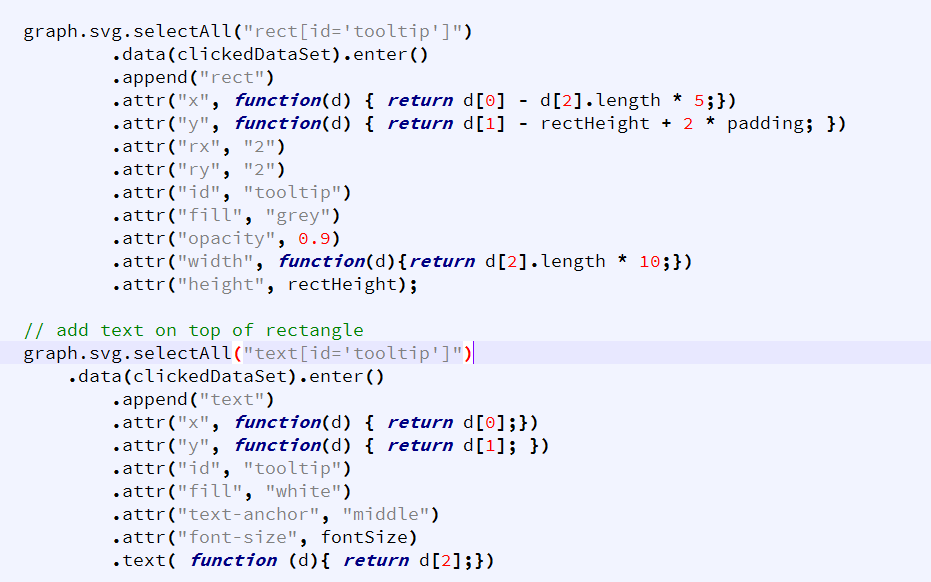 graph.svg.selectAll("rect[id='tooltip']")
.data(clickedDataSet).enter()
.append("rect")
.attr("x", function(d) { return d[0] - d[2].length * 5;})
.attr("y", function(d) { return d[1] - rectHeight + 2 * padding; })
.attr("rx", "2")
.attr("ry", "2")
.attr("id", "tooltip")
.attr("fill", "grey")
.attr("opacity", 0.9)
.attr("width", function(d){return d[2].length * 10;})
.attr("height", rectHeight);
// add text on top of rectangle
graph.svg.selectAll("text[id='tooltip']")
.data(clickedDataSet).enter()
.append("text")
.attr("x", function(d) { return d[0];})
.attr("y", function(d) { return d[1]; })
.attr("id", "tooltip")
.attr("fill", "white")
.attr("text-anchor", "middle")
.attr("font-size", fontSize)
.text( function (d){ return d[2];})